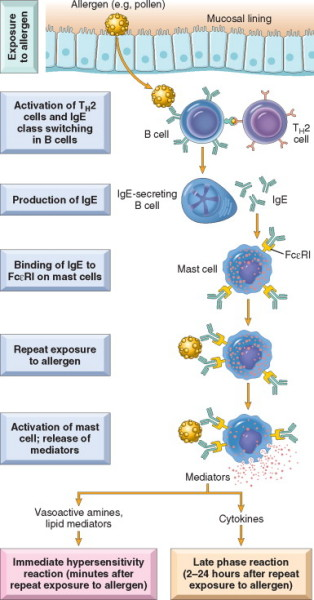 Exposure
to allergen
Allergen (e.g, pollen)
Mucosal lining
Activation of TH2
cells and IgE
class switching
in B cells
B cell
TH2
cell
Production of IgE
IgE-secreting
B cell
IgE
Binding of IgE to
FcεRI on mast cells
FcεRI
Mast cell
Repeat exposure
to allergen
Activation of mast
cell; release of
mediators
Mediators
Vasoactive amines,
lipid mediators
Cytokines
Immediate hypersensitivity
reaction (minutes after
repeat exposure to allergen)
Late phase reaction
(2–24 hours after repeat
exposure to allergen)